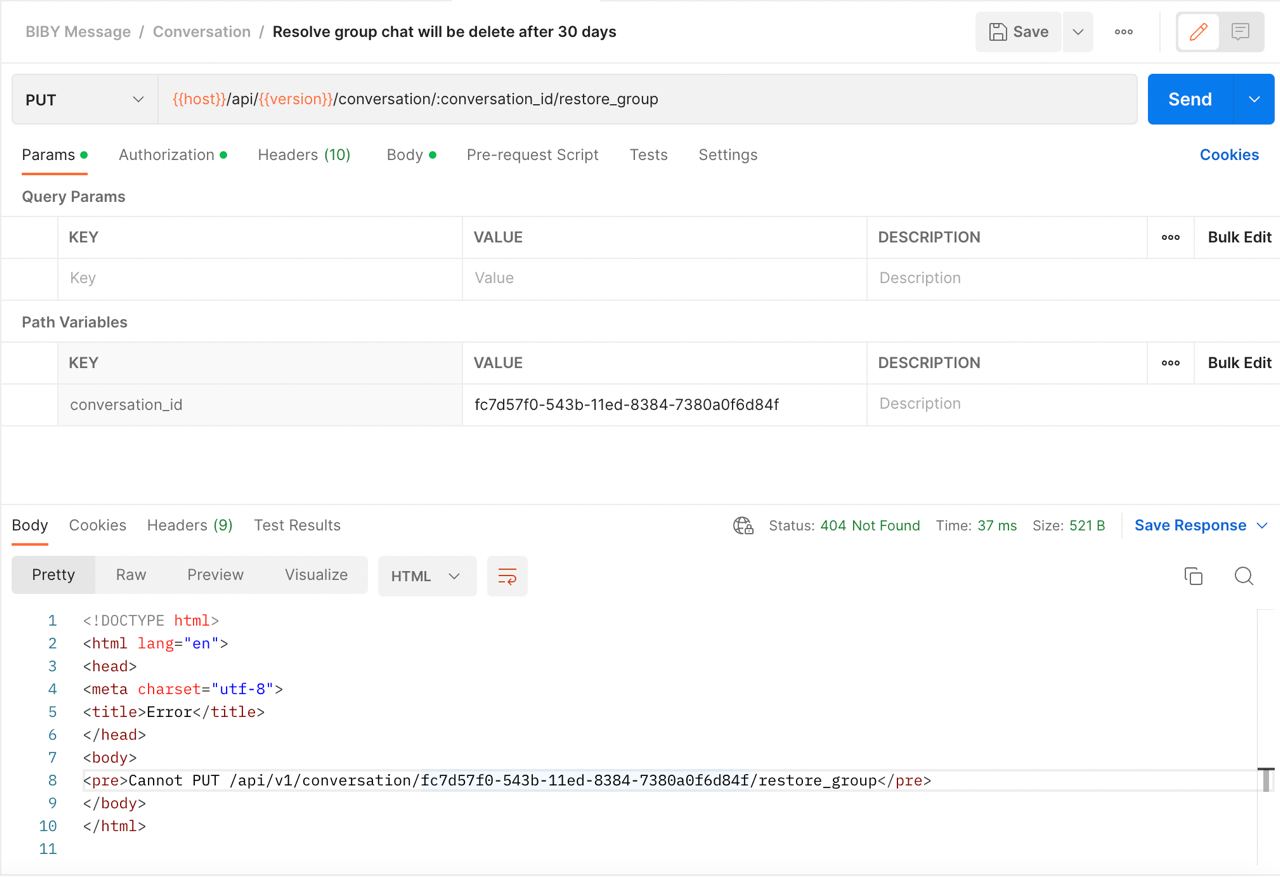 BIBY Message / Conversation / Resolve group chat will be delete after 30 days
Save
PUT
{{host}}/api/{{version}}/conversation/:conversation_id/restore_group
Send
Params Authorization Headers (10) Body Pre-request Script Tests Settings
Cookies
Query Params
KEY VALUE DESCRIPTION Bulk Edit
Key Value Description
Path Variables
KEY VALUE DESCRIPTION Bulk Edit
conversation_id fc7d57f0-543b-11ed-8384-7380a0f6d84f Description
Body Cookies Headers (9) Test Results
Status: 404 Not Found Time: 37 ms Size: 521 B
Save Response
Pretty Raw Preview Visualize HTML
1 <!DOCTYPE html>
2 <html lang="en">
3 <head>
4 <meta charset="utf-8">
5 <title>Error</title>
6 </head>
7 <body>
8 <pre>Cannot PUT /api/v1/conversation/fc7d57f0-543b-11ed-8384-7380a0f6d84f/restore_group</pre>
9 </body>
10 </html>
11